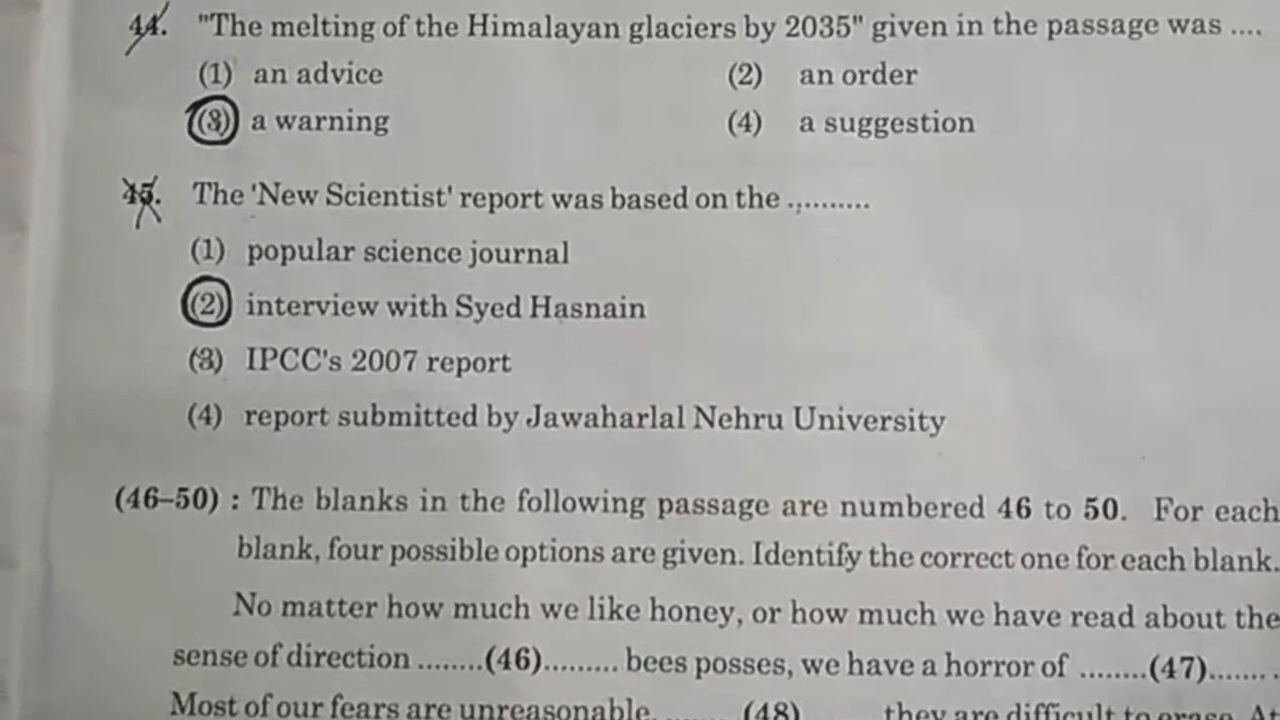 44. "The melting of the Himalayan glaciers by 2035" given in the passage was ....
(1) an advice (2) an order
(3) a warning (4) a suggestion
45. The 'New Scientist' report was based on the ..........
(1) popular science journal
(2) interview with Syed Hasnain
(3) IPCC's 2007 report
(4) report submitted by Jawaharlal Nehru University
(46–50) : The blanks in the following passage are numbered 46 to 50. For each
blank, four possible options are given. Identify the correct one for each blank.
No matter how much we like honey, or how much we have read about the
sense of direction ........(46)......... bees posses, we have a horror of ........(47)........
Most of our fears are unreasonable. ........(48)........ they are difficult to erase. At